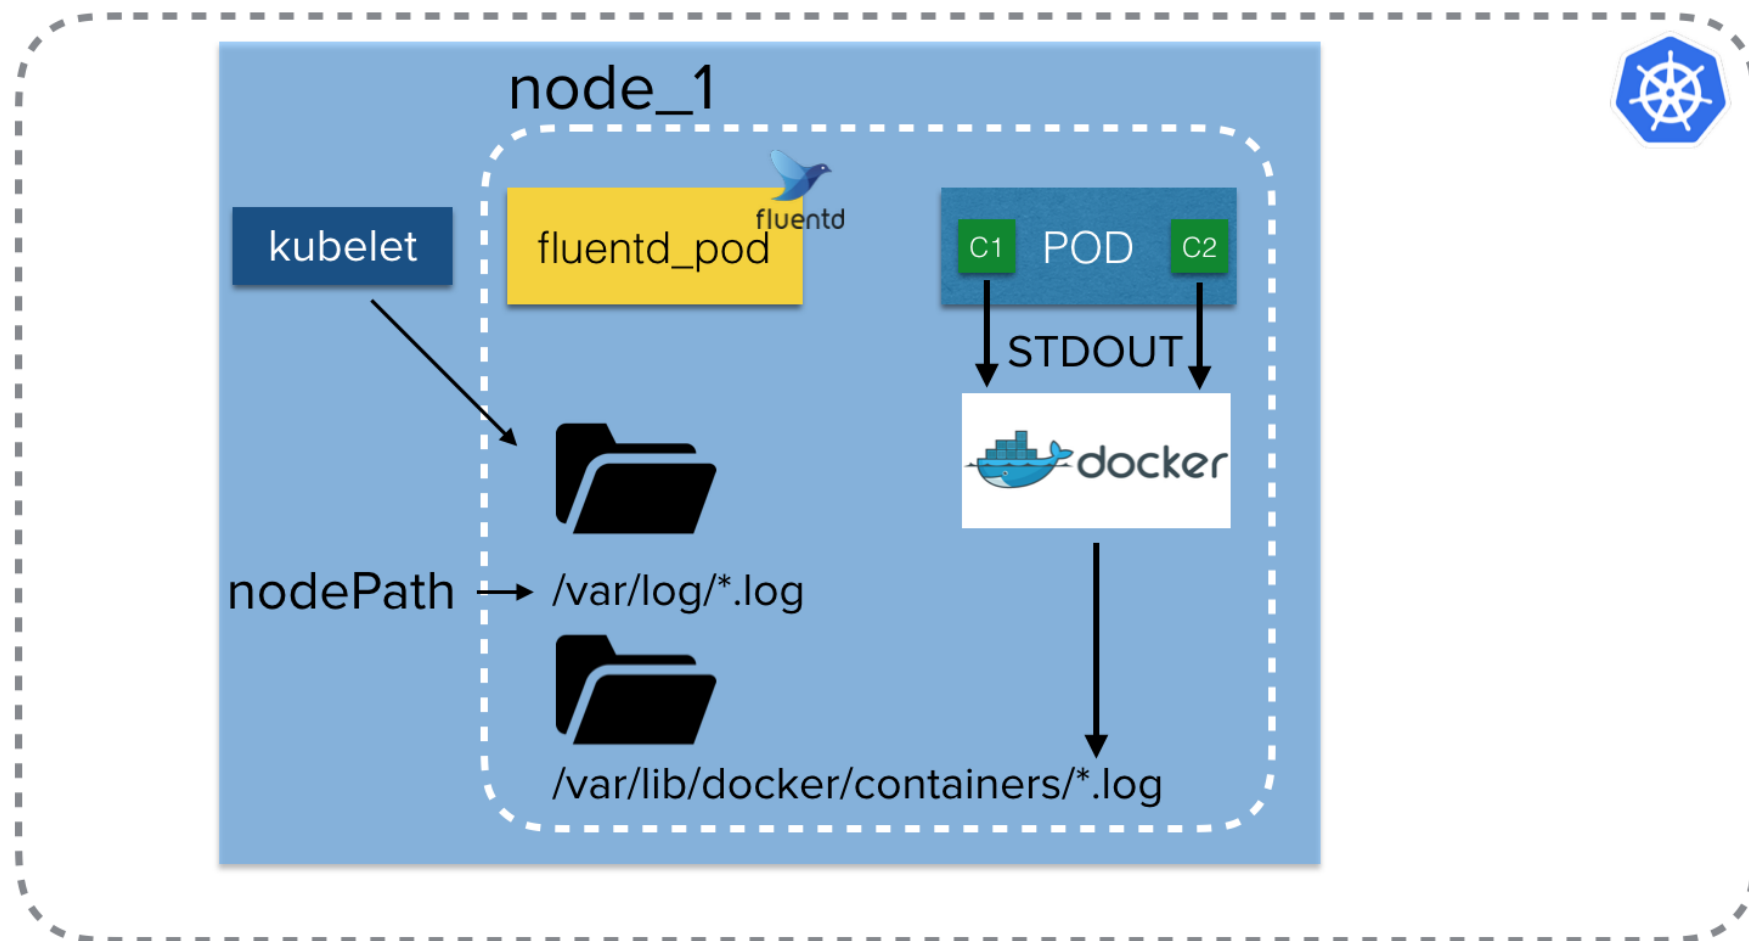 node_1
kubelet
fluentd_pod
fluentd
C1
POD
C2
STDOUT
docker
nodePath
/var/log/*.log
/var/lib/docker/containers/*.log